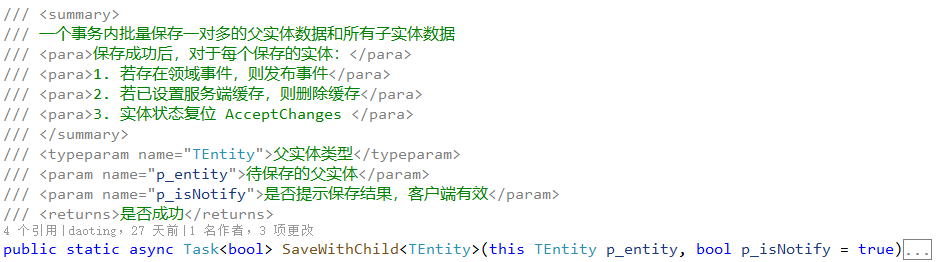 /// <summary>
/// 一个事务内批量保存一对多的父实体数据和所有子实体数据
/// <para>保存成功后，对于每个保存的实体：</para>
/// <para>1. 若存在领域事件，则发布事件</para>
/// <para>2. 若已设置服务端缓存，则删除缓存</para>
/// <para>3. 实体状态复位 AcceptChanges </para>
/// </summary>
/// <typeparam name="TEntity">父实体类型</typeparam>
/// <param name="p_entity">待保存的父实体</param>
/// <param name="p_isNotify">是否提示保存结果，客户端有效</param>
/// <returns>是否成功</returns>
4 个引用|daoting，27 天前|1 名作者，3 项更改
public static async Task<bool> SaveWithChild<TEntity>(this TEntity p_entity, bool p_isNotify = true)...